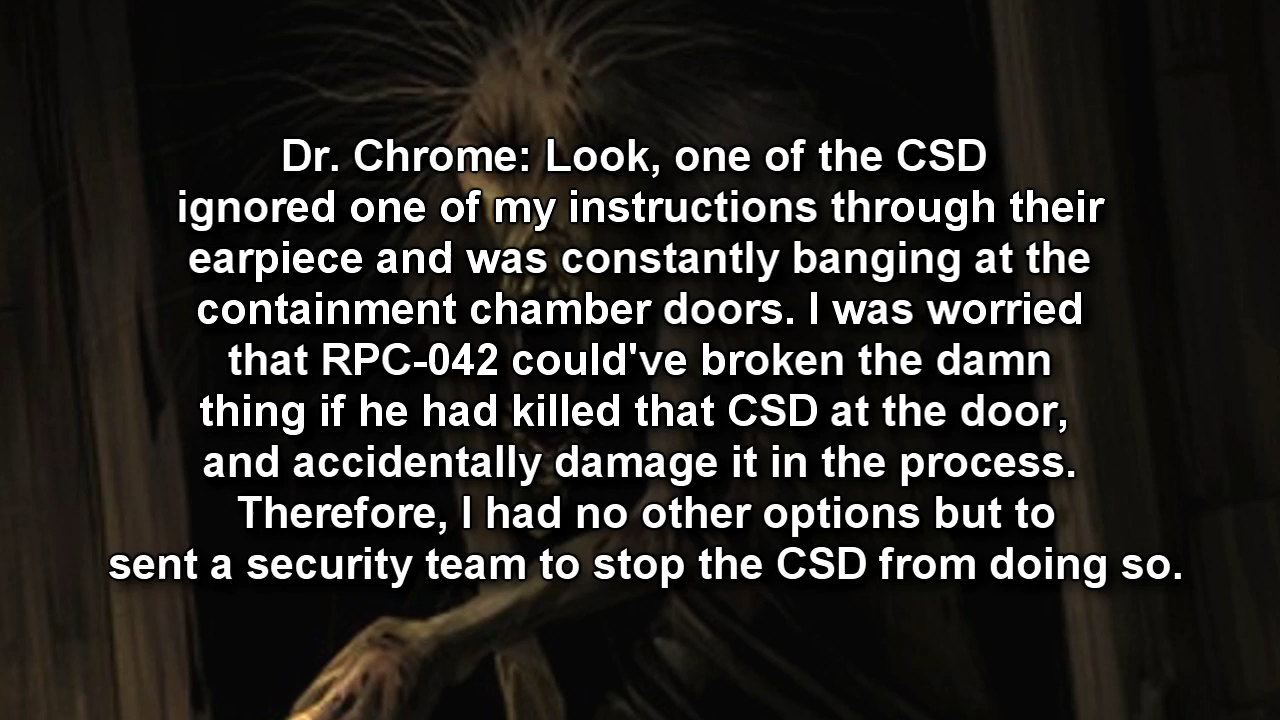 Dr. Chrome: Look, one of the CSD
ignored one of my instructions through their
earpiece and was constantly banging at the
containment chamber doors. I was worried
that RPC-042 could've broken the damn
thing if he had killed that CSD at the door,
and accidentally damage it in the process.
Therefore, I had no other options but to
sent a security team to stop the CSD from doing so.